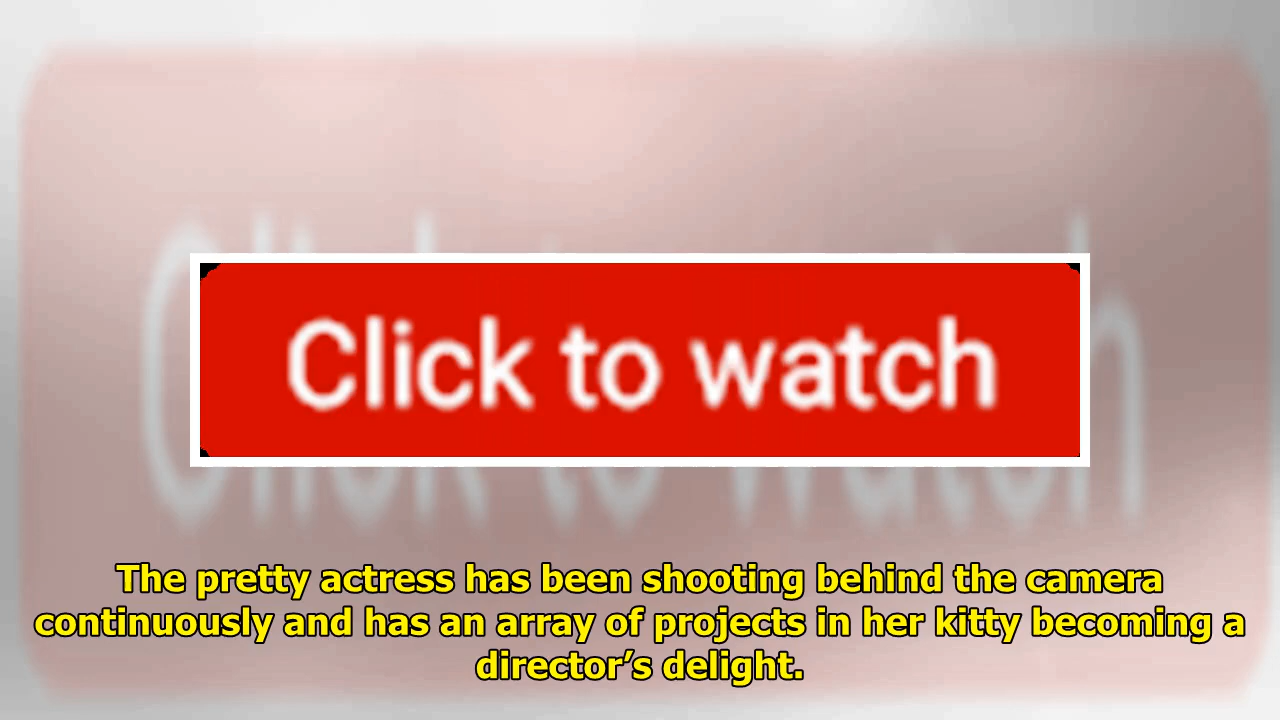 Click to watch
The pretty actress has been shooting behind the camera
continuously and has an array of projects in her kitty becoming a
director’s delight.